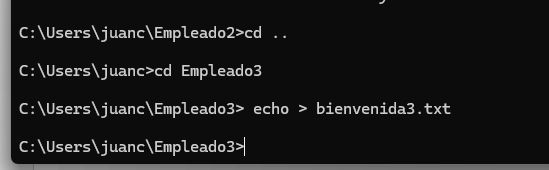 C:\Users\juanc\Empleado2>cd ..
C:\Users\juanc>cd Empleado3
C:\Users\juanc\Empleado3> echo > bienvenida3.txt
C:\Users\juanc\Empleado3>